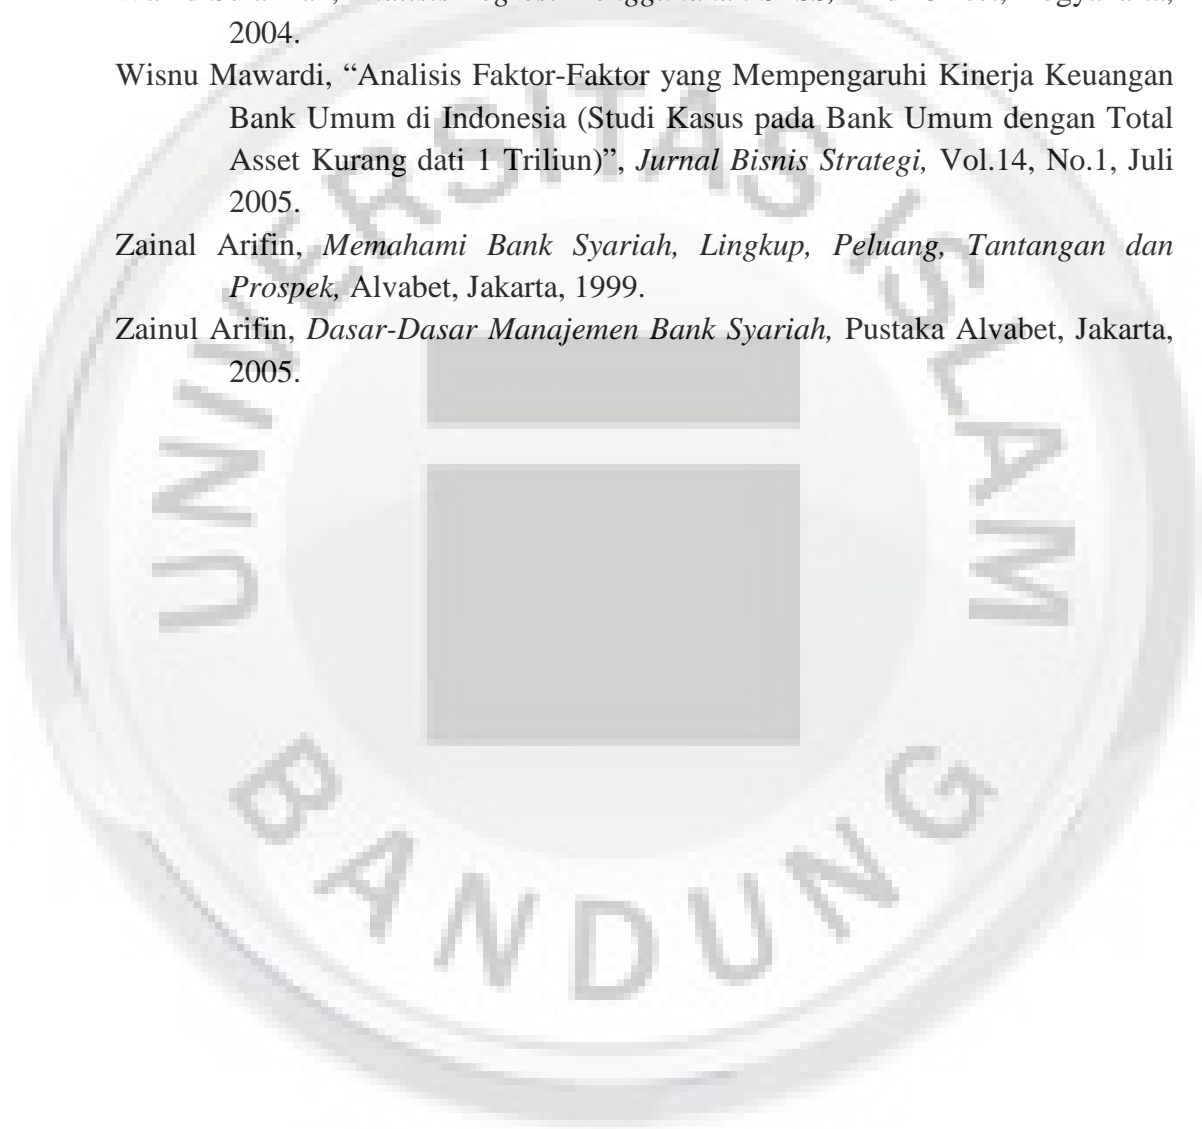 2004.
Wisnu Mawardi, “Analisis Faktor-Faktor yang Mempengaruhi Kinerja Keuangan
Bank Umum di Indonesia (Studi Kasus pada Bank Umum dengan Total
Asset Kurang dati 1 Triliun)”, Jurnal Bisnis Strategi, Vol.14, No.1, Juli
2005.
Zainal Arifin, Memahami Bank Syariah, Lingkup, Peluang, Tantangan dan
Prospek, Alvabet, Jakarta, 1999.
Zainul Arifin, Dasar-Dasar Manajemen Bank Syariah, Pustaka Alvabet, Jakarta,
2005.
UNIVERSITAS ISLAM
BANDUNG